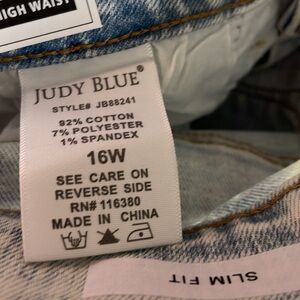 HIGH WAIST
JUDY BLUE®
STYLE# JB88241
92% COTTON
7% POLYESTER
1% SPANDEX
16W
SEE CARE ON
REVERSE SIDE
RN# 116380
MADE IN CHINA
SLIM FIT